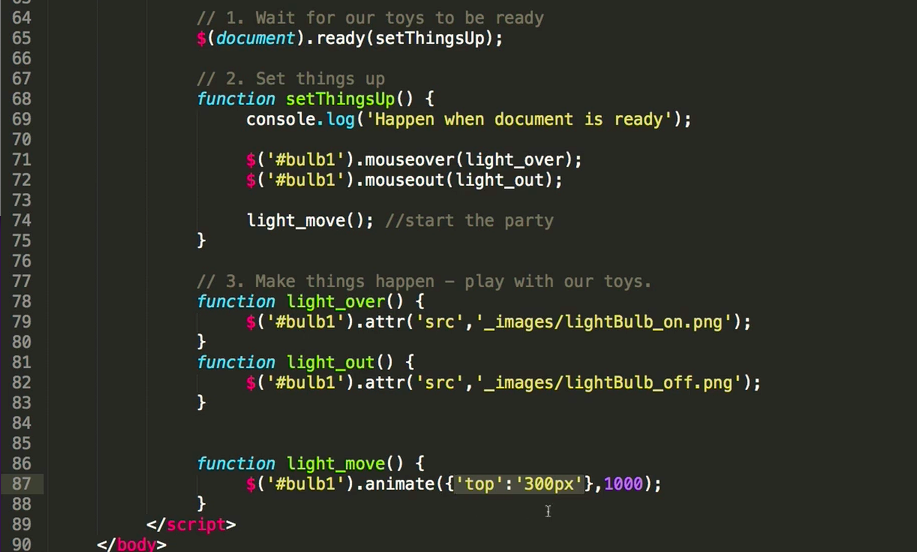 64 // 1. Wait for our toys to be ready
65 $(document).ready(setThingsUp);
66
67 // 2. Set things up
68 function setThingsUp() {
69 console.log('Happen when document is ready');
70
71 $('#bulb1').mouseover(light_over);
72 $('#bulb1').mouseout(light_out);
73
74 light_move(); //start the party
75 }
76
77 // 3. Make things happen – play with our toys.
78 function light_over() {
79 $('#bulb1').attr('src','_images/lightBulb_on.png');
80 }
81 function light_out() {
82 $('#bulb1').attr('src','_images/lightBulb_off.png');
83 }
84
85
86 function light_move() {
87 $('#bulb1').animate({'top':'300px'},1000);
88 }
89 </script>
90 </body>